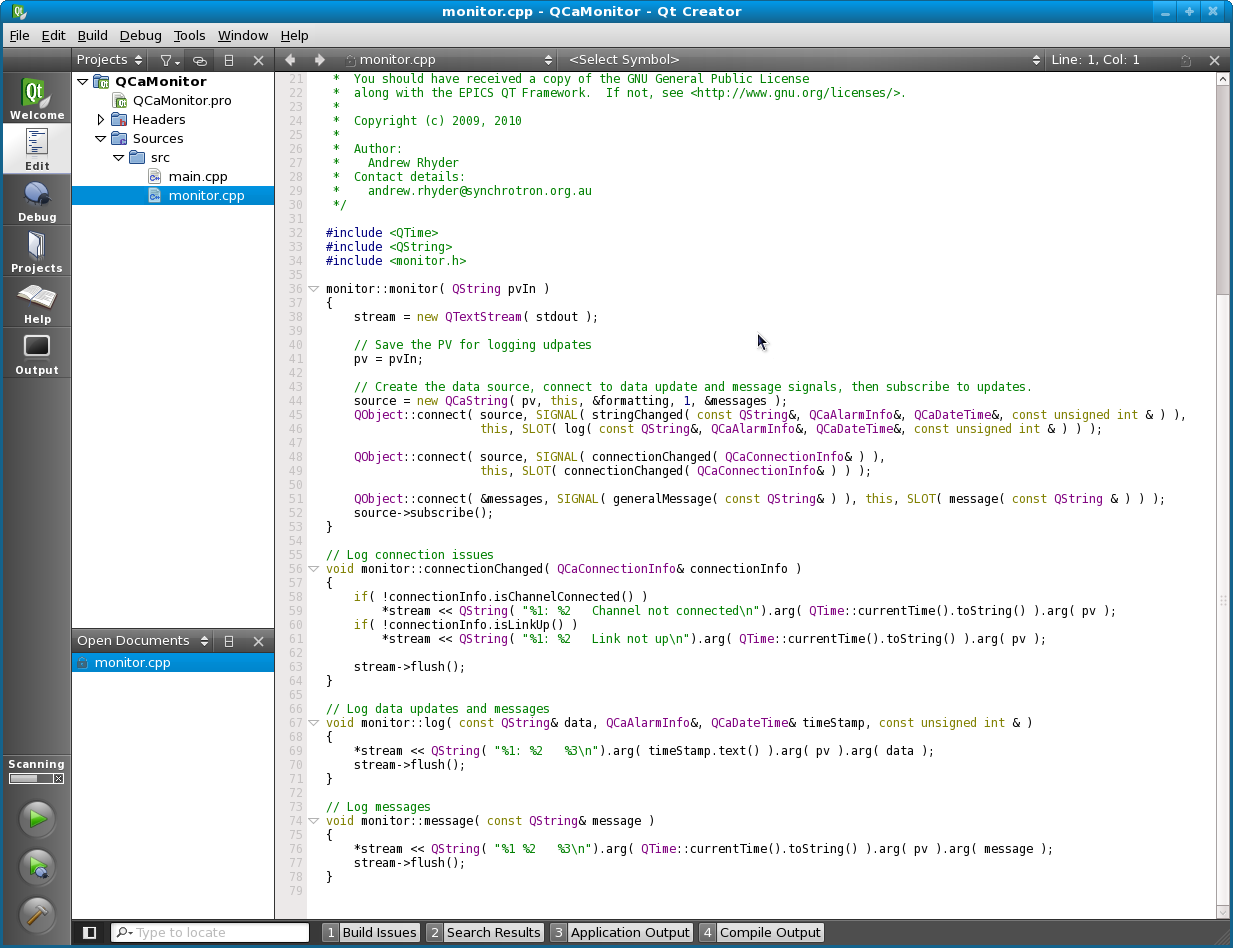 monitor.cpp - QCaMonitor - Qt Creator
File Edit Build Debug Tools Window Help
Projects
monitor.cpp
<Select Symbol>
Line: 1, Col: 1
Qt
Welcome
Edit
Debug
Projects
Help
Output
QCaMonitor
QCaMonitor.pro
Headers
Sources
src
main.cpp
monitor.cpp
Open Documents
monitor.cpp
Scanning
21  *  You should have received a copy of the GNU General Public License
22  *  along with the EPICS QT Framework.  If not, see <http://www.gnu.org/licenses/>.
23  *
24  *  Copyright (c) 2009, 2010
25  *
26  *  Author:
27  *    Andrew Rhyder
28  *  Contact details:
29  *    andrew.rhyder@synchrotron.org.au
30  */
31
32 #include <QTime>
33 #include <QString>
34 #include <monitor.h>
35
36 monitor::monitor( QString pvIn )
37 {
38     stream = new QTextStream( stdout );
39
40     // Save the PV for logging udpates
41     pv = pvIn;
42
43     // Create the data source, connect to data update and message signals, then subscribe to updates.
44     source = new QCaString( pv, this, &formatting, 1, &messages );
45     QObject::connect( source, SIGNAL( stringChanged( const QString&, QCaAlarmInfo&, QCaDateTime&, const unsigned int & ) ),
46                       this, SLOT( log( const QString&, QCaAlarmInfo&, QCaDateTime&, const unsigned int & ) ) );
47
48     QObject::connect( source, SIGNAL( connectionChanged( QCaConnectionInfo& ) ),
49                       this, SLOT( connectionChanged( QCaConnectionInfo& ) ) );
50
51     QObject::connect( &messages, SIGNAL( generalMessage( const QString& ) ), this, SLOT( message( const QString & ) ) );
52     source->subscribe();
53 }
54
55 // Log connection issues
56 void monitor::connectionChanged( QCaConnectionInfo& connectionInfo )
57 {
58     if( !connectionInfo.isChannelConnected() )
59         *stream << QString( "%1: %2   Channel not connected\n").arg( QTime::currentTime().toString() ).arg( pv );
60     if( !connectionInfo.isLinkUp() )
61         *stream << QString( "%1: %2   Link not up\n").arg( QTime::currentTime().toString() ).arg( pv );
62
63     stream->flush();
64 }
65
66 // Log data updates and messages
67 void monitor::log( const QString& data, QCaAlarmInfo&, QCaDateTime& timeStamp, const unsigned int & )
68 {
69     *stream << QString( "%1: %2   %3\n").arg( timeStamp.text() ).arg( pv ).arg( data );
70     stream->flush();
71 }
72
73 // Log messages
74 void monitor::message( const QString& message )
75 {
76     *stream << QString( "%1 %2   %3\n").arg( QTime::currentTime().toString() ).arg( pv ).arg( message );
77     stream->flush();
78 }
79
Type to locate
1 Build Issues
2 Search Results
3 Application Output
4 Compile Output